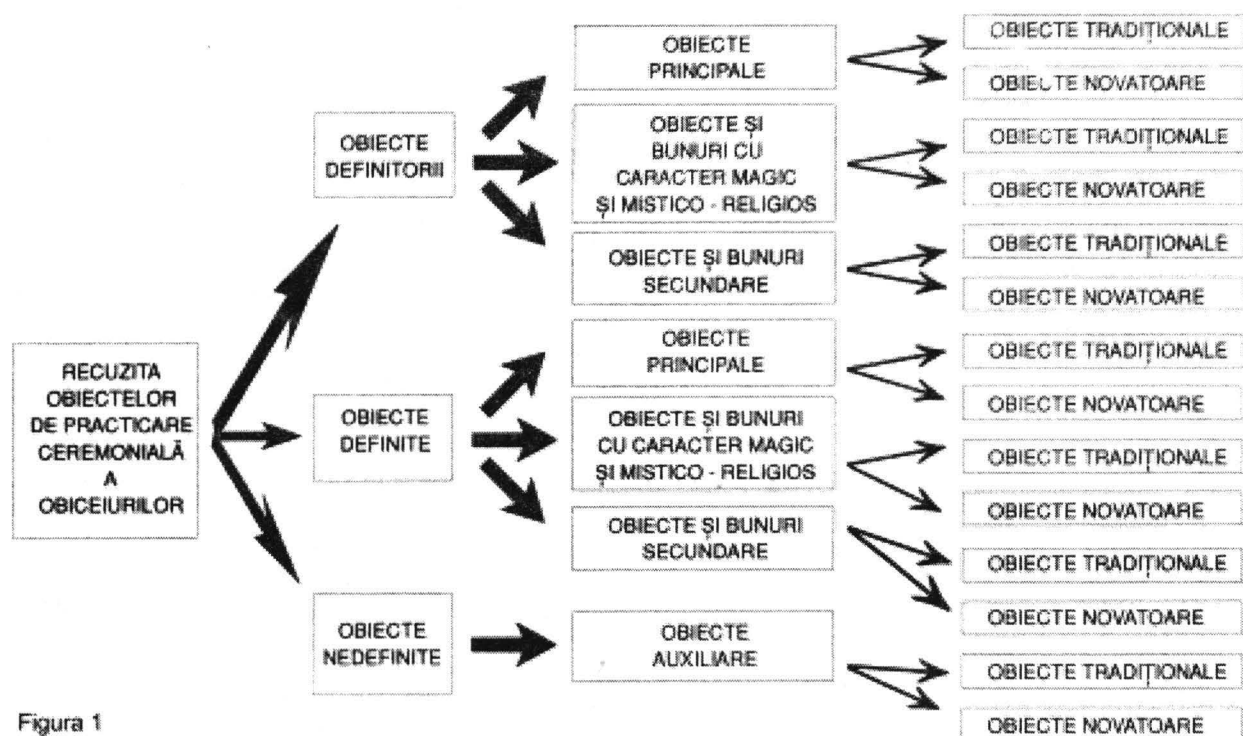 RECUZITA
OBIECTELOR
DE PRACTICARE
CEREMONIALĂ
A
OBICEIURILOR
OBIECTE
DEFINITORII
OBIECTE
PRINCIPALE
OBIECTE TRADIȚIONALE
OBIECTE NOVATOARE
OBIECTE ȘI
BUNURI CU
CARACTER MAGIC
ȘI MISTICO - RELIGIOS
OBIECTE TRADIȚIONALE
OBIECTE NOVATOARE
OBIECTE ȘI BUNURI
SECUNDARE
OBIECTE TRADIȚIONALE
OBIECTE NOVATOARE
OBIECTE
DEFINITE
OBIECTE
PRINCIPALE
OBIECTE TRADIȚIONALE
OBIECTE NOVATOARE
OBIECTE ȘI BUNURI
CU CARACTER MAGIC
ȘI MISTICO - RELIGIOS
OBIECTE TRADIȚIONALE
OBIECTE NOVATOARE
OBIECTE ȘI BUNURI
SECUNDARE
OBIECTE TRADIȚIONALE
OBIECTE NOVATOARE
OBIECTE
NEDEFINITE
OBIECTE
AUXILIARE
OBIECTE TRADIȚIONALE
OBIECTE NOVATOARE
Figura 1